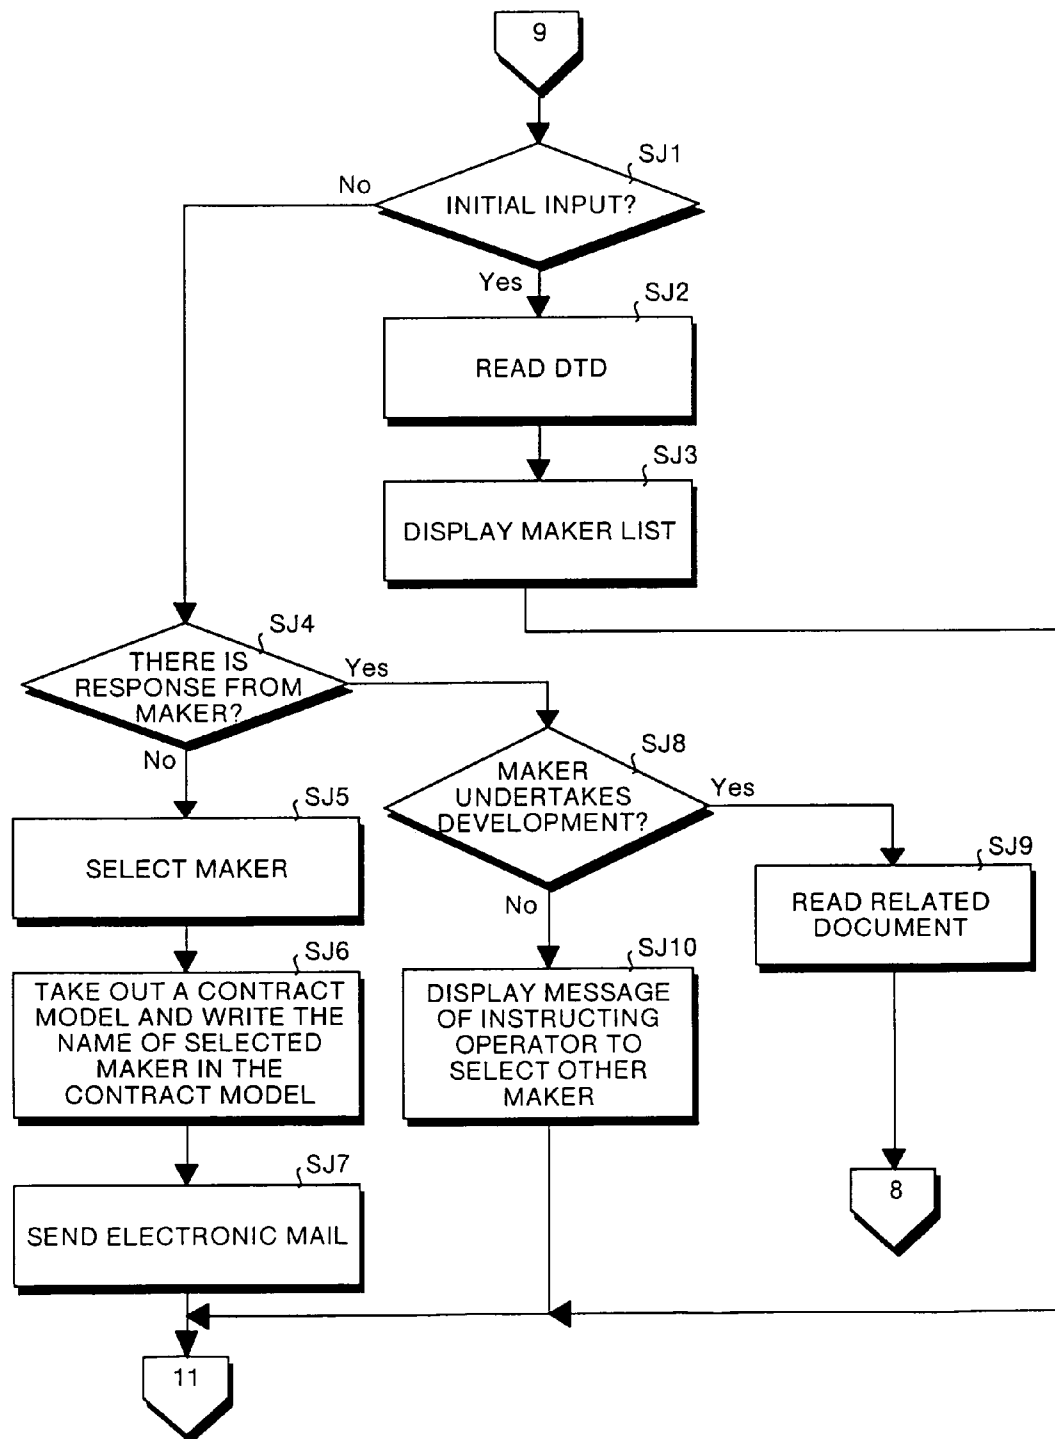 9
SJ1
No
INITIAL INPUT?
Yes
SJ2
READ DTD
SJ3
DISPLAY MAKER LIST
SJ4
THERE IS
RESPONSE FROM
MAKER?
Yes
No
SJ8
MAKER
UNDERTAKES
DEVELOPMENT?
Yes
No
SJ5
SELECT MAKER
SJ9
READ RELATED
DOCUMENT
SJ6
TAKE OUT A CONTRACT
MODEL AND WRITE THE
NAME OF SELECTED
MAKER IN THE
CONTRACT MODEL
SJ10
DISPLAY MESSAGE
OF INSTRUCTING
OPERATOR TO
SELECT OTHER
MAKER
SJ7
SEND ELECTRONIC MAIL
8
11